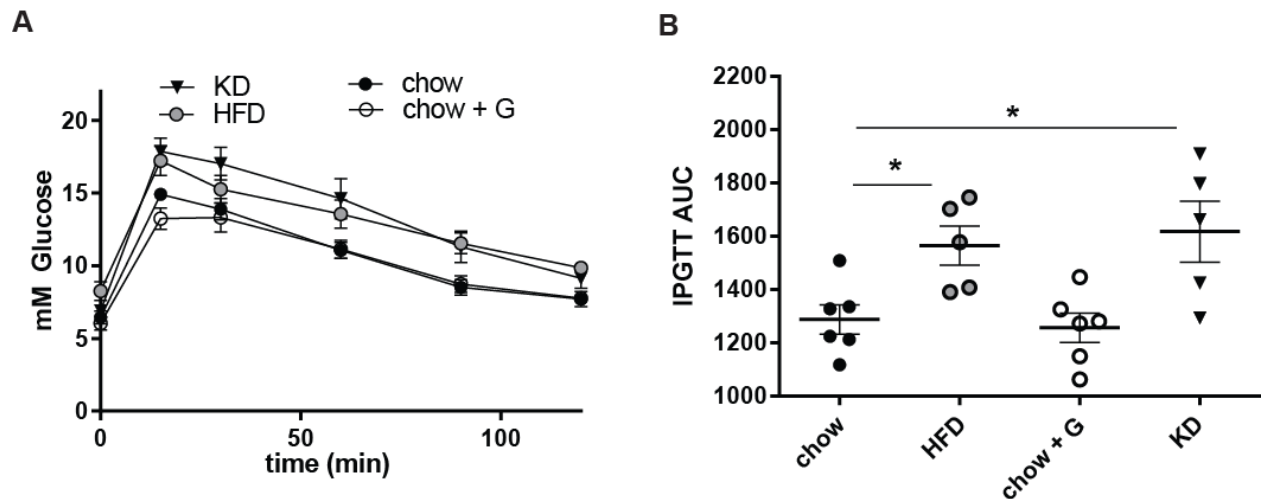 A
KD
HFD
chow
chow + G
mM Glucose
20
15
10
5
0
0
50
100
time (min)
B
IPGTT AUC
2200
2000
1800
1600
1400
1200
1000
*
*
chow
HFD
chow + G
KD